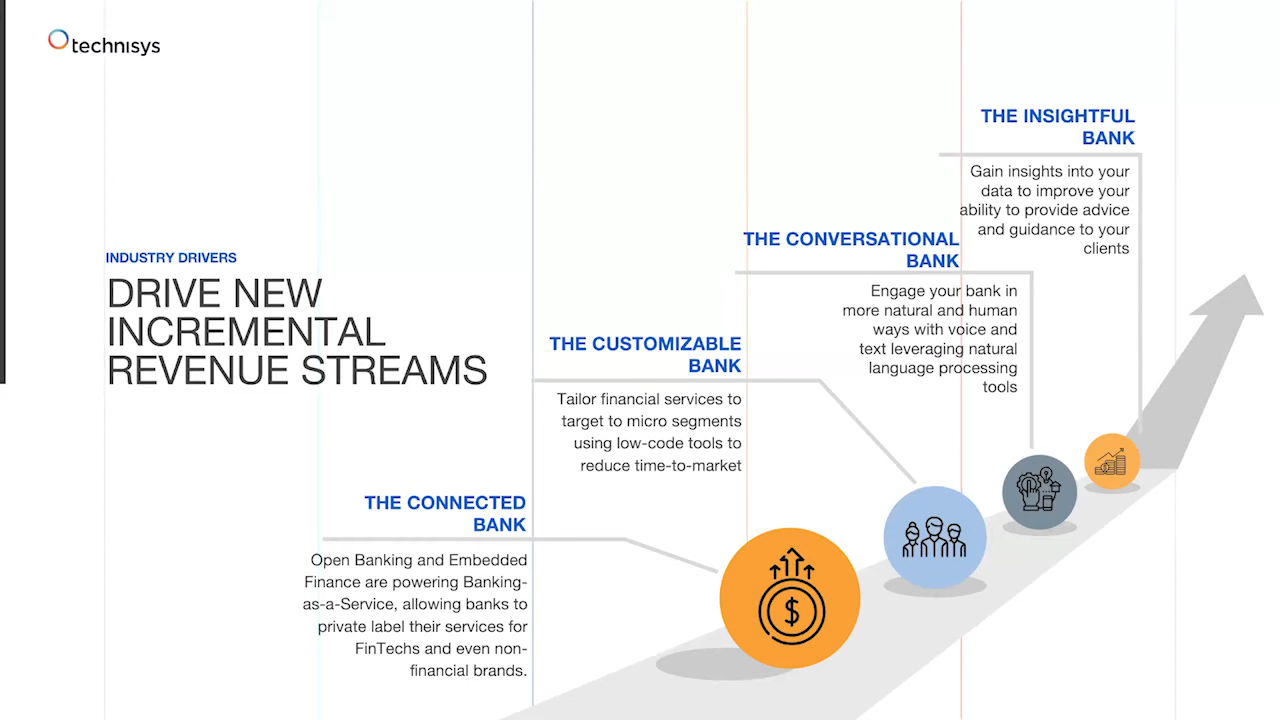 technisys
INDUSTRY DRIVERS
DRIVE NEW
INCREMENTAL
REVENUE STREAMS
THE CONNECTED
BANK
Open Banking and Embedded
Finance are powering Banking-
as-a-Service, allowing banks to
private label their services for
FinTechs and even non-
financial brands.
THE CUSTOMIZABLE
BANK
Tailor financial services to
target to micro segments
using low-code tools to
reduce time-to-market
THE CONVERSATIONAL
BANK
Engage your bank in
more natural and human
ways with voice and
text leveraging natural
language processing
tools
THE INSIGHTFUL
BANK
Gain insights into your
data to improve your
ability to provide advice
and guidance to your
clients
$